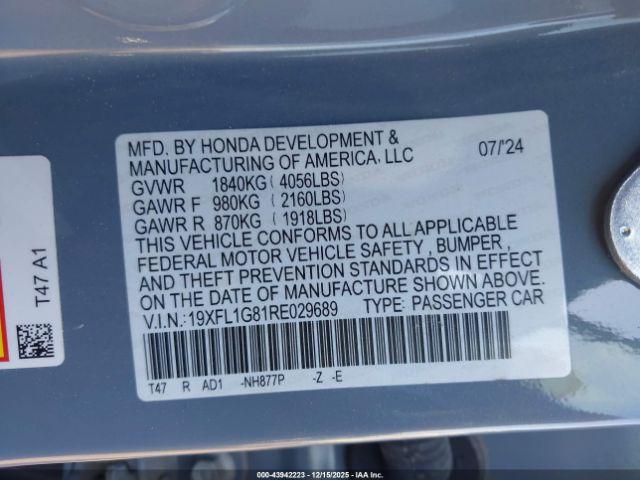 MFD. BY HONDA DEVELOPMENT &
MANUFACTURING OF AMERICA, LLC 07/'24
GVWR 1840KG ( 4056LBS)
GAWR F 980KG ( 2160LBS)
GAWR R 870KG ( 1918LBS)
THIS VEHICLE CONFORMS TO ALL APPLICABLE
FEDERAL MOTOR VEHICLE SAFETY , BUMPER ,
AND THEFT PREVENTION STANDARDS IN EFFECT
ON THE DATE OF MANUFACTURE SHOWN ABOVE.
V.I.N.:19XFL1G81RE029689 TYPE: PASSENGER CAR
T47 R AD1 -NH877P -Z -E
T47 A1
000-43942223 - 12/15/2025 - IAA Inc.